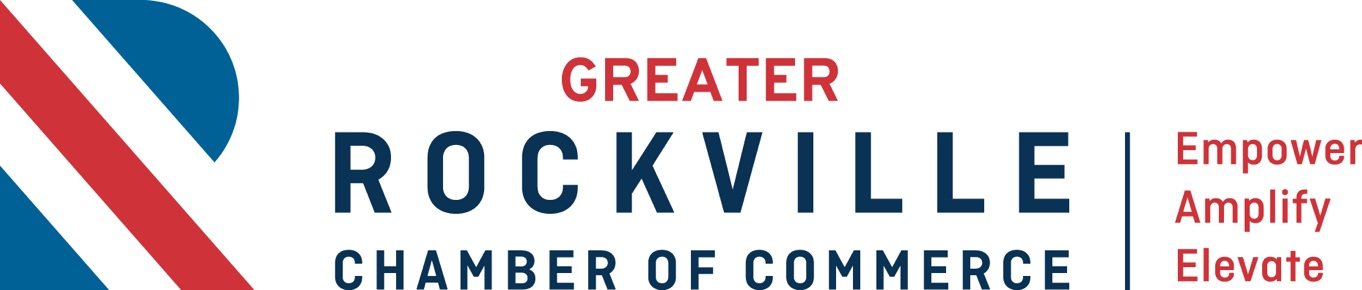 GREATER
ROCKVILLE
CHAMBER OF COMMERCE
Empower
Amplify
Elevate